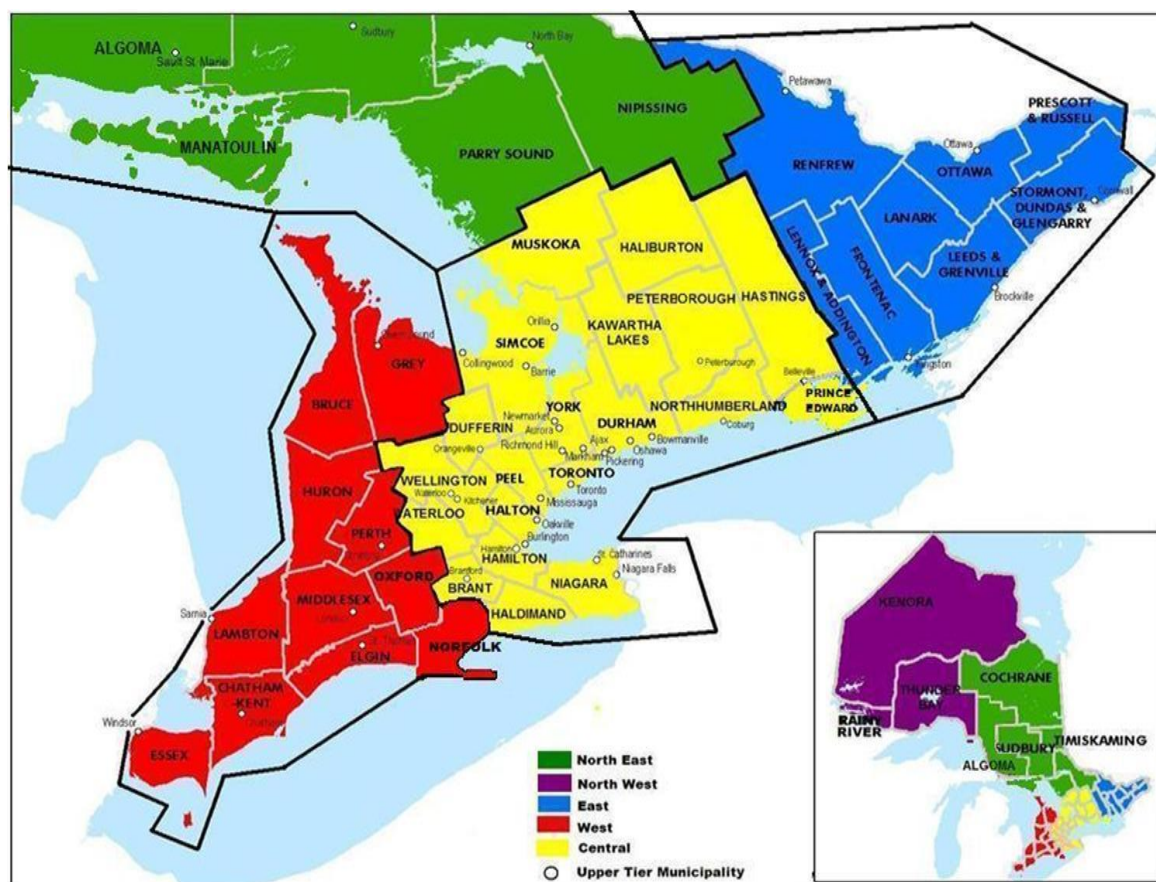 Sudbury
North Bay
ALGOMA
Sault St. Marie
NIPISSING
Petawawa
PRESCOTT
& RUSSELL
MANATOULIN
PARRY SOUND
RENFREW
Ottawa
OTTAWA
STORMONT,
DUNDAS &
GLENGARRY
Cornwall
LANARK
MUSKOKA
HALIBURTON
LENNOX & ADDINGTON
FRONTENAC
LEEDS &
GRENVILLE
Brockville
PETERBOROUGH
HASTINGS
Orillia
KAWARTHA
LAKES
SIMCOE
Collingwood
Barrie
GREY
Peterburough
Kingston
Belleville
PRINCE
EDWARD
BRUCE
YORK
NORTHHUMBERLAND
Newmarket
Aurora
DURHAM
Coburg
DUFFERIN
Richmond Hill
Ajax
Bowmanville
Orangeville
Markham
Oshawa
Pickering
WELLINGTON
PEEL
TORONTO
Toronto
HURON
Waterloo
Kitchener
WATERLOO
HALTON
Mississauga
Oakville
PERTH
Burlington
Hamilton
HAMILTON
St. Catharines
Niagara Falls
Brantford
OXFORD
BRANT
NIAGARA
MIDDLESEX
HALDIMAND
Sarnia
LAMBTON
ELGIN
NORFOLK
CHATHAM
-KENT
Windsor
ESSEX
KENORA
THUNDER
BAY
RAINY
RIVER
COCHRANE
SUDBURY
TIMISKAMING
ALGOMA
North East
North West
East
West
Central
Upper Tier Municipality